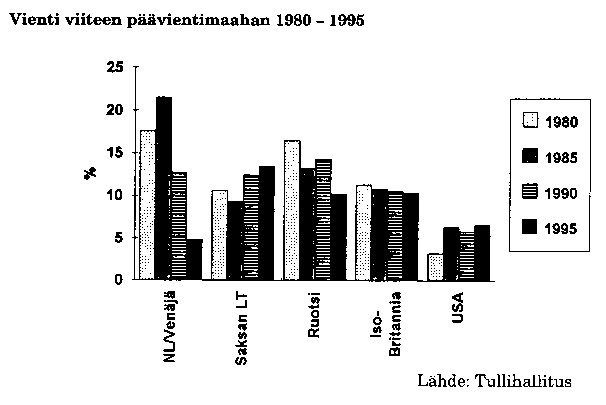 Vienti viiteen päävientimaahan 1980 – 1995
%
25
20
15
10
5
0
NL/Venäjä
Saksan LT
Ruotsi
Iso-
Britannia
USA
1980
1985
1990
1995
Lähde: Tullihallitus